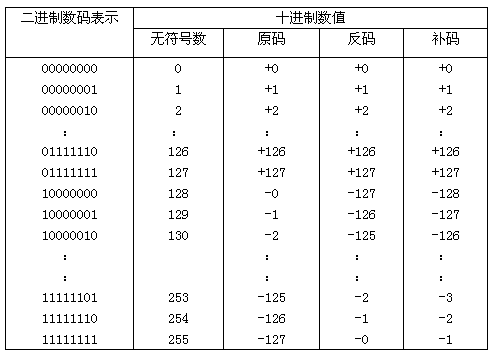 二进制数码表示 十进制数值
无符号数 原码 反码 补码
00000000 0 +0 +0 +0
00000001 1 +1 +1 +1
00000010 2 +2 +2 +2
: : : : :
01111110 126 +126 +126 +126
01111111 127 +127 +127 +127
10000000 128 -0 -127 -128
10000001 129 -1 -126 -127
10000010 130 -2 -125 -126
: : : :
: : : :
11111101 253 -125 -2 -3
11111110 254 -126 -1 -2
11111111 255 -127 -0 -1